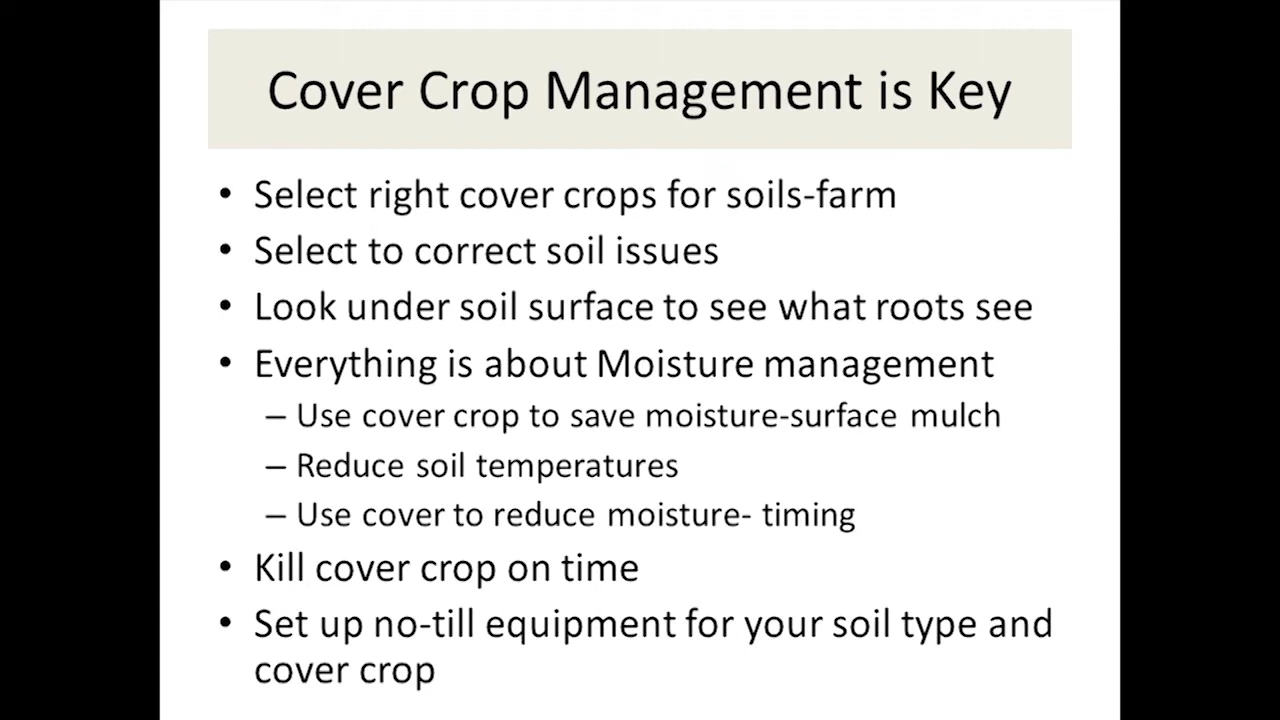 Cover Crop Management is Key
• Select right cover crops for soils-farm
• Select to correct soil issues
• Look under soil surface to see what roots see
• Everything is about Moisture management
– Use cover crop to save moisture-surface mulch
– Reduce soil temperatures
– Use cover to reduce moisture- timing
• Kill cover crop on time
• Set up no-till equipment for your soil type and
cover crop